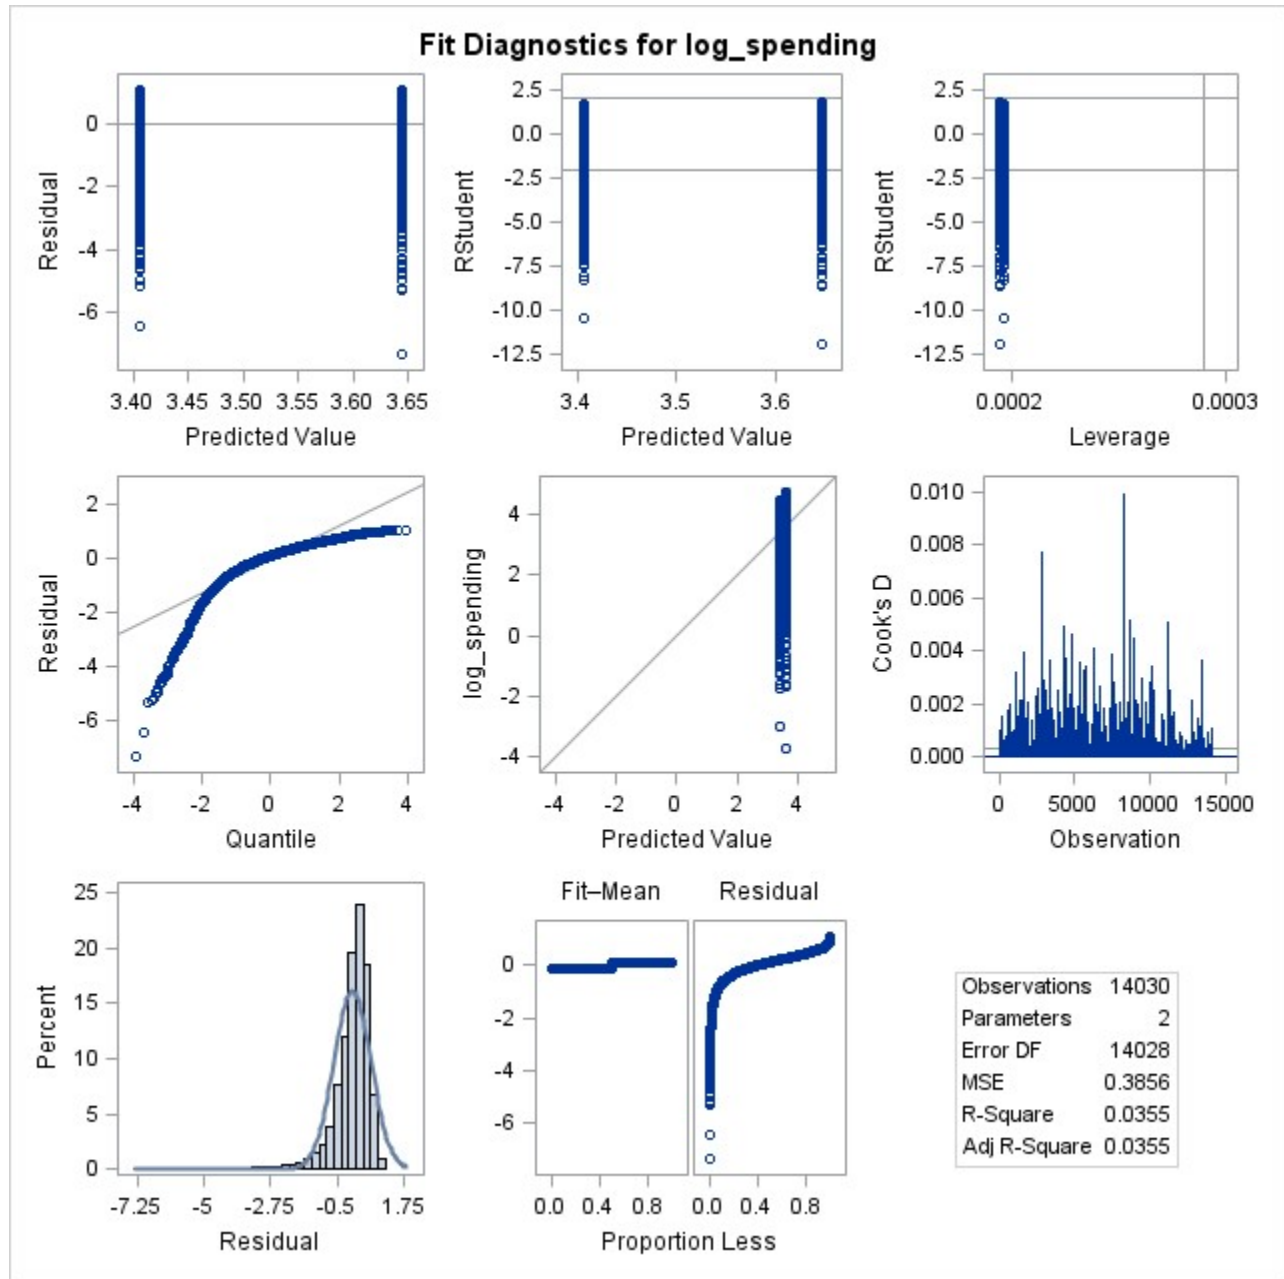 Fit Diagnostics for log_spending
Residual
0
-2
-4
-6
3.40 3.45 3.50 3.55 3.60 3.65
Predicted Value
RStudent
2.5
0.0
-2.5
-5.0
-7.5
-10.0
-12.5
3.4 3.5 3.6
Predicted Value
RStudent
2.5
0.0
-2.5
-5.0
-7.5
-10.0
-12.5
0.0002 0.0003
Leverage
Residual
2
0
-2
-4
-6
-4 -2 0 2 4
Quantile
log_spending
4
2
0
-2
-4
-4 -2 0 2 4
Predicted Value
Cook's D
0.010
0.008
0.006
0.004
0.002
0.000
0 5000 10000 15000
Observation
Percent
25
20
15
10
5
0
-7.25 -5 -2.75 -0.5 1.75
Residual
Fit–Mean Residual
0
-2
-4
-6
0.0 0.4 0.8 0.0 0.4 0.8
Proportion Less
Observations 14030
Parameters 2
Error DF 14028
MSE 0.3856
R-Square 0.0355
Adj R-Square 0.0355